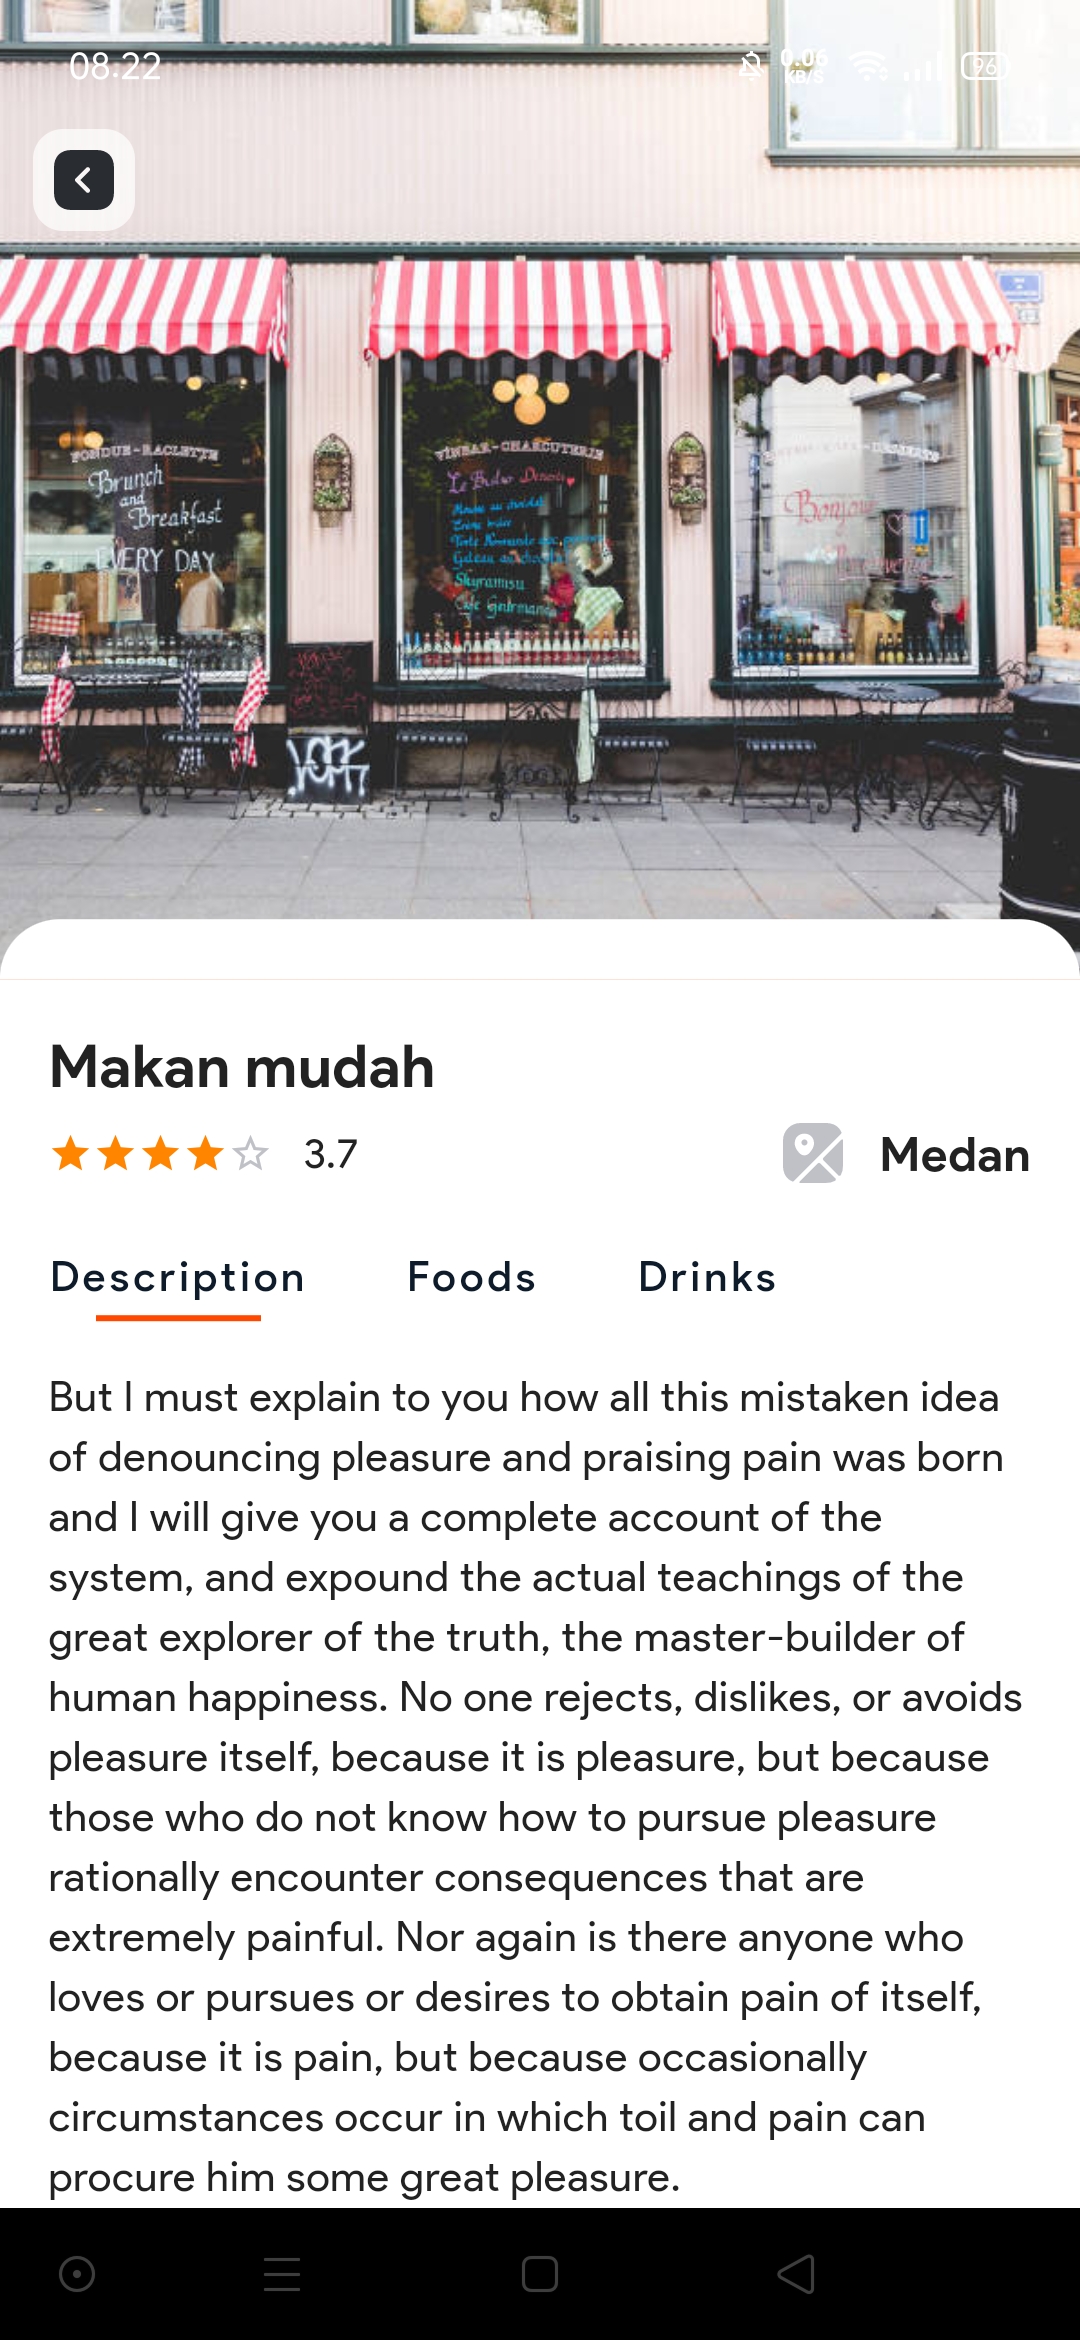 08.22
0.06
KB/S
96
FONDUE-RACLETTE
Brunch
and
Breakfast
EVERY DAY
VÍNBAR-CHARCUTERIE
Le Bistro Desserts
Skyramisu
Bonjour
Makan mudah
3.7
Medan
Description
Foods
Drinks
But I must explain to you how all this mistaken idea
of denouncing pleasure and praising pain was born
and I will give you a complete account of the
system, and expound the actual teachings of the
great explorer of the truth, the master-builder of
human happiness. No one rejects, dislikes, or avoids
pleasure itself, because it is pleasure, but because
those who do not know how to pursue pleasure
rationally encounter consequences that are
extremely painful. Nor again is there anyone who
loves or pursues or desires to obtain pain of itself,
because it is pain, but because occasionally
circumstances occur in which toil and pain can
procure him some great pleasure.